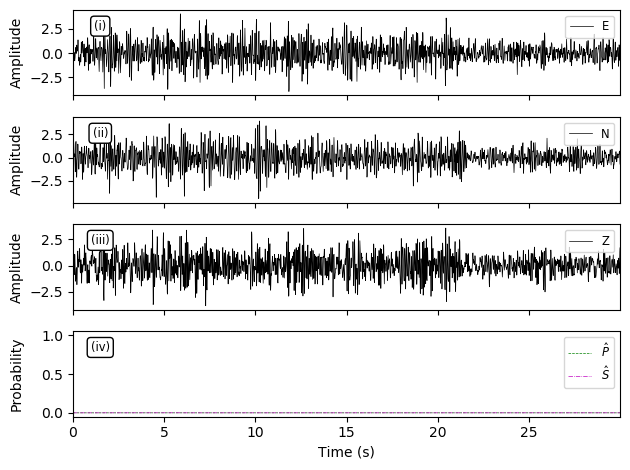 Amplitude
2.5
0.0
−2.5
(i)
E
Amplitude
2.5
0.0
−2.5
(ii)
N
Amplitude
2.5
0.0
−2.5
(iii)
Z
Probability
1.0
0.5
0.0
(iv)
P̂
Ŝ
0 5 10 15 20 25
Time (s)